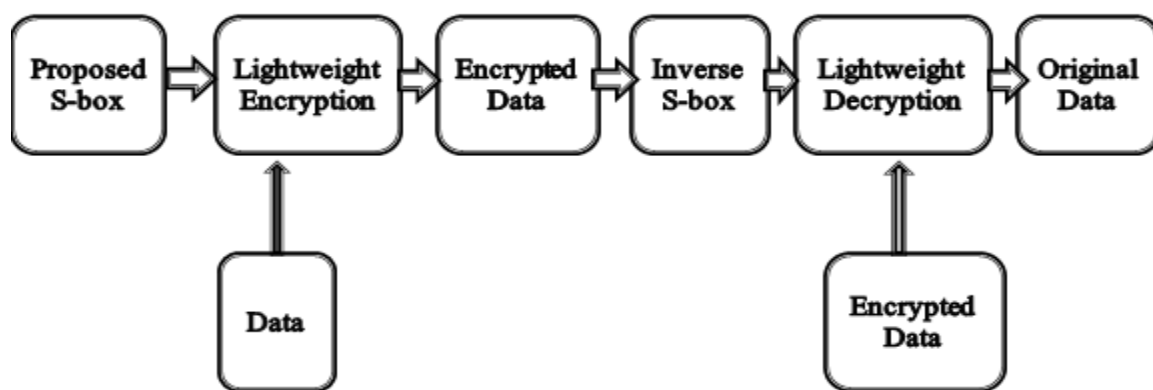 Proposed
S-box
Lightweight
Encryption
Encrypted
Data
Inverse
S-box
Lightweight
Decryption
Original
Data
Data
Encrypted
Data